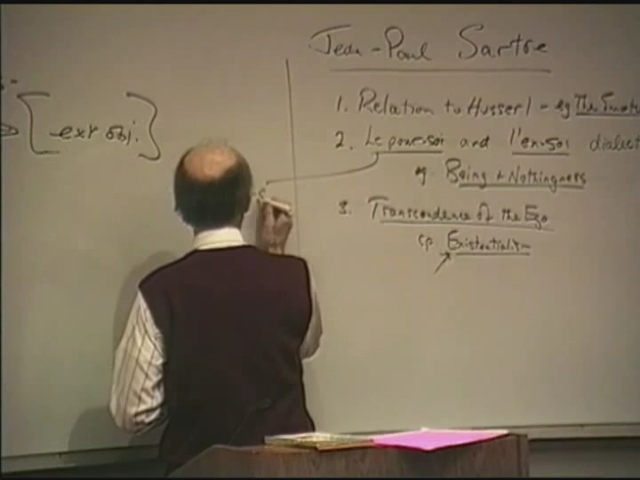 Jean-Paul Sartre
1. Relation to Husserl - eg The
2. Le pour-soi and l'en-soi dialect
eg. Being + Nothingness
3. Transcendence of the Ego
cp. Existentialism
[ext obj.]